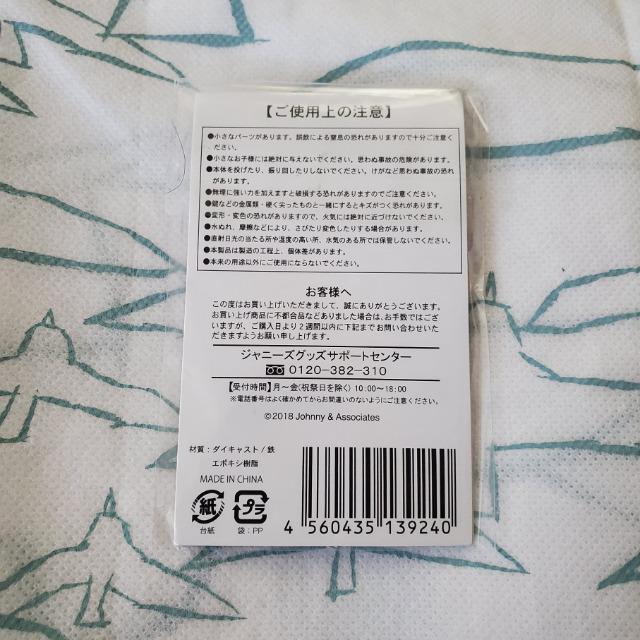 【ご使用上の注意】
●小さなパーツがあります。誤飲による窒息の恐れがありますので十分ご注意く
ださい。
●小さなお子様には絶対に与えないでください。思わぬ事故の危険があります。
●本体を投げたり、振り回したりしないでください。けがなど思わぬ事故の恐れ
があります。
●無理に強い力を加えますと破損する恐れがありますのでご注意ください。
●鍵などの金属類・硬く尖ったものと一緒にするとキズがつく恐れがあります。
●変形・変色の恐れがありますので、火気には絶対に近づけないでください。
●水ぬれ、摩擦などにより、さびたり変色したりする場合があります。
●直射日光の当たる所や温度の高い所、水気のある所では保管しないでください。
●本製品は製造の工程上、個体差があります。
●本来の用途以外にご使用にならないでください。
お客様へ
この度はお買い上げいただきまして、誠にありがとうございます。
お買い上げ商品に不都合品などありました場合は、お手数ではござ
いますが、ご購入日より2週間以内に下記までお問い合わせいただ
きますようお願い申し上げます。
ジャニーズグッズサポートセンター
0120-382-310
【受付時間】月～金(祝祭日を除く) 10:00～18:00
※電話番号はよく確かめてからお間違いのないようにご注意ください。
©2018 Johnny & Associates
材質：ダイキャスト / 鉄
エポキシ樹脂
MADE IN CHINA
紙 プラ
台紙 袋：PP
4 560435 139240